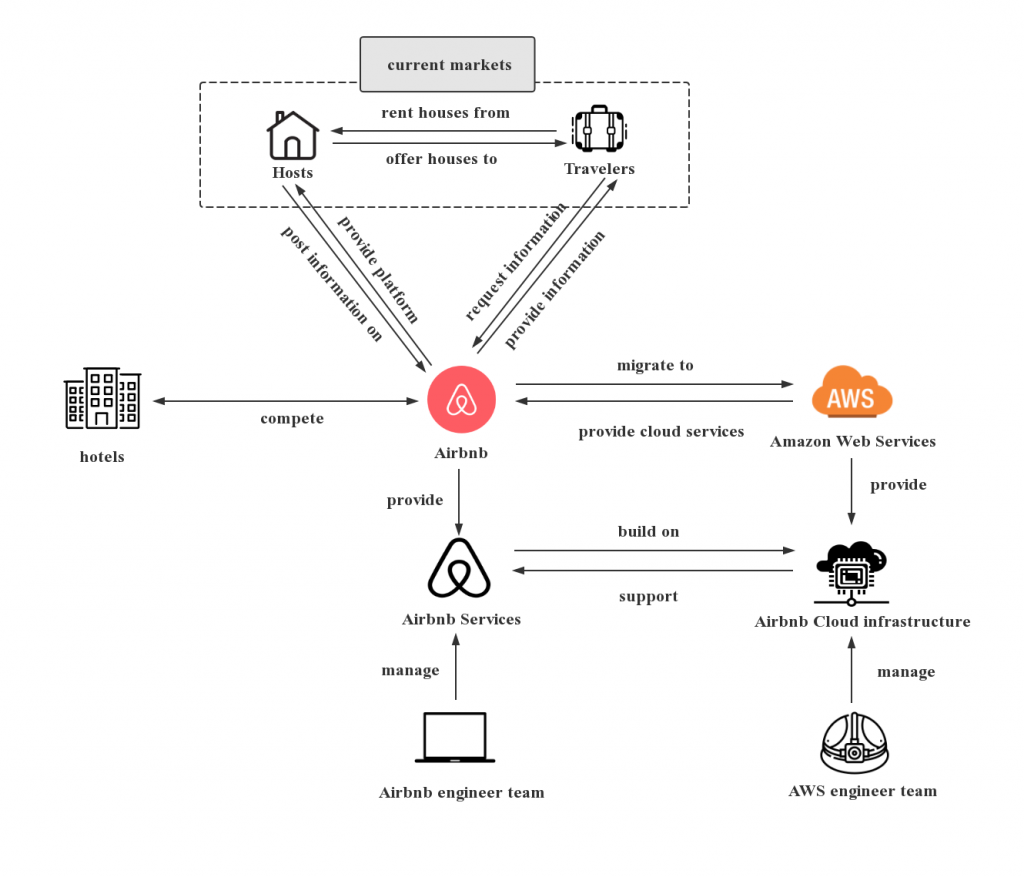 current markets
rent houses from
offer houses to
Hosts
Travelers
post information on
provide platform
request information
provide information
migrate to
AWS
compete
provide cloud services
Amazon Web Services
hotels
Airbnb
provide
provide
build on
support
Airbnb Services
Airbnb Cloud infrastructure
manage
manage
Airbnb engineer team
AWS engineer team